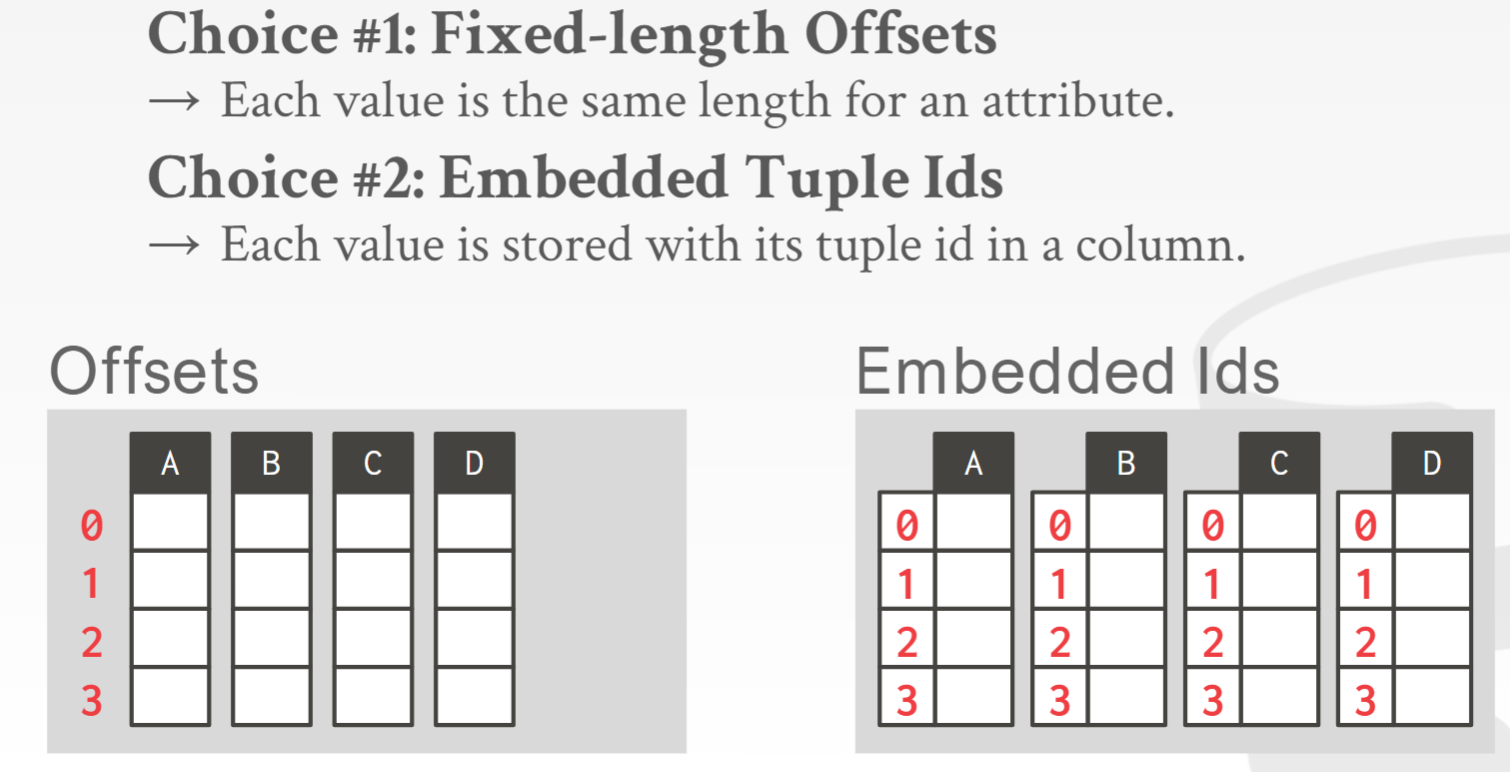 Choice #1: Fixed-length Offsets
→ Each value is the same length for an attribute.
Choice #2: Embedded Tuple Ids
→ Each value is stored with its tuple id in a column.
Offsets
A B C D
0
1
2
3
Embedded Ids
A B C D
0 0 0 0
1 1 1 1
2 2 2 2
3 3 3 3